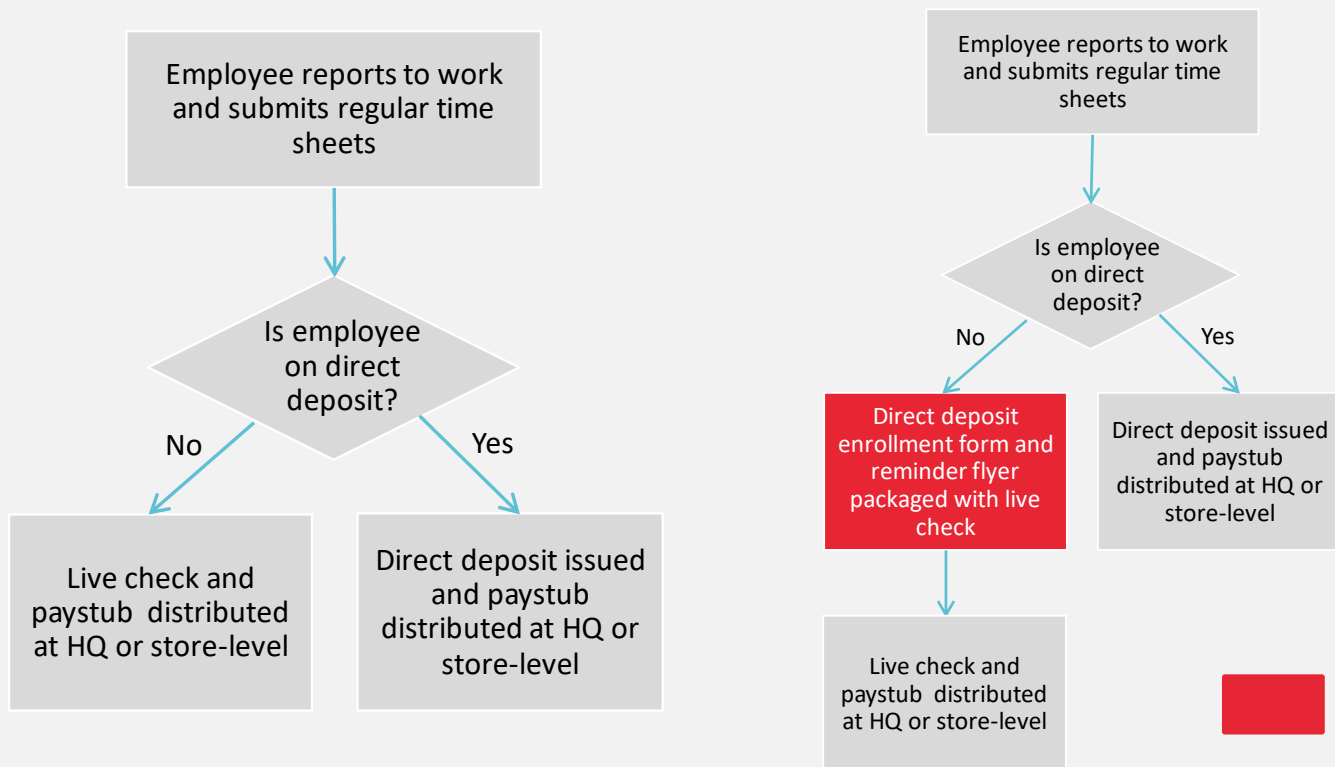 Employee reports to work
and submits regular time
sheets
Is employee
on direct
deposit?
No
Yes
Live check and
paystub distributed
at HQ or store-level
Direct deposit issued
and paystub
distributed at HQ or
store-level
Employee reports to work
and submits regular time
sheets
Is employee
on direct
deposit?
No
Yes
Direct deposit
enrollment form and
reminder flyer
packaged with live
check
Direct deposit issued
and paystub
distributed at HQ or
store-level
Live check and
paystub distributed
at HQ or store-level